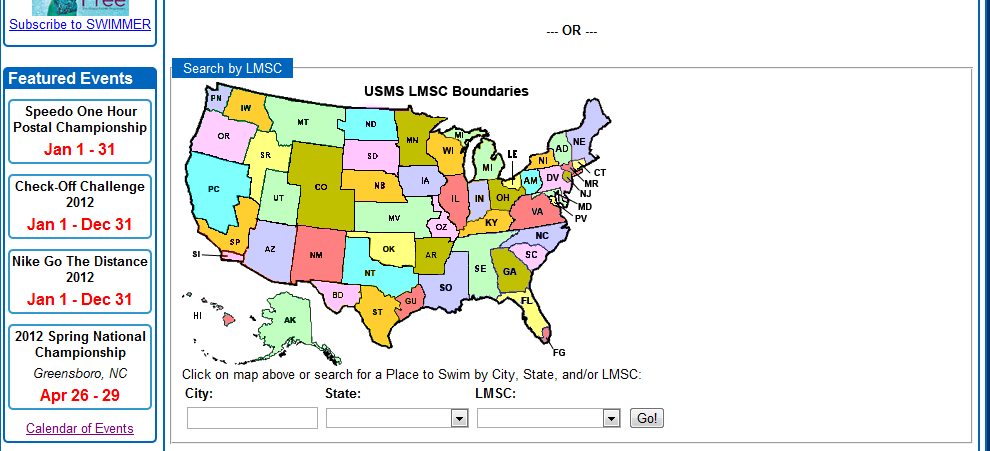 Free
Subscribe to SWIMMER
Featured Events
Speedo One Hour
Postal Championship
Jan 1 - 31
Check-Off Challenge
2012
Jan 1 - Dec 31
Nike Go The Distance
2012
Jan 1 - Dec 31
2012 Spring National
Championship
Greensboro, NC
Apr 26 - 29
Calendar of Events
--- OR ---
Search by LMSC
USMS LMSC Boundaries
PN
IW
MT
ND
MN
MI
NE
AD
OR
SR
SD
WI
MI
LE
NI
CT
MR
NJ
MD
PV
PC
UT
CO
NB
IA
IL
IN
OH
AM
DV
VA
KY
MV
OZ
NC
SP
SI
AZ
NM
OK
AR
SE
SC
GA
NT
SO
BD
ST
GU
FL
FG
HI
AK
Click on map above or search for a Place to Swim by City, State, and/or LMSC:
City: State: LMSC:
Go!